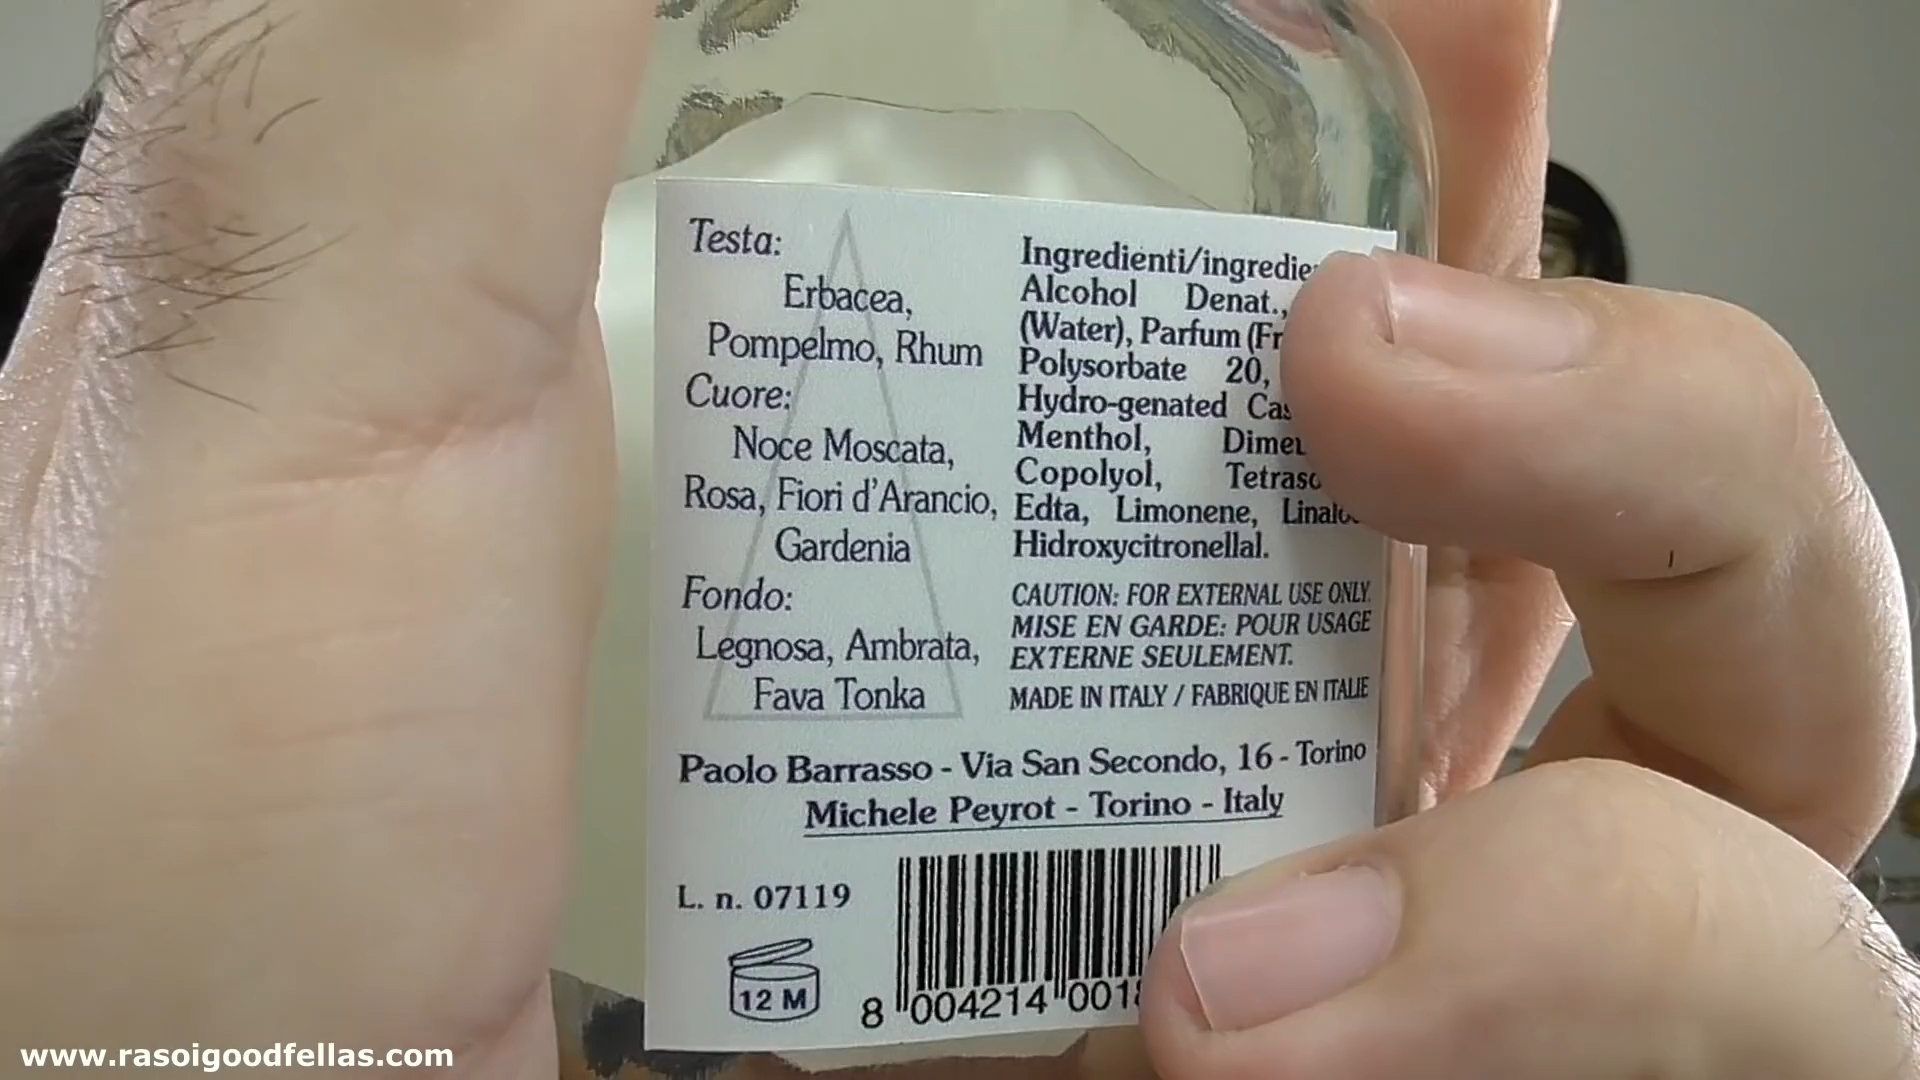 Testa:
Erbacea,
Pompelmo, Rhum
Cuore:
Noce Moscata,
Rosa, Fiori d'Arancio,
Gardenia
Fondo:
Legnosa, Ambrata,
Fava Tonka
Ingredienti/
Alcohol Denat.,
(Water), Parfum
Polysorbate 20,
Hydro-genated
Menthol,
Copolyol,
Edta, Limonene,
Hidroxycitronellal.
CAUTION: FOR EXTERNAL USE ONLY.
MISE EN GARDE: POUR USAGE
EXTERNE SEULEMENT.
MADE IN ITALY / FABRIQUE EN ITALIE
Paolo Barrasso - Via San Secondo, 16 - Torino
Michele Peyrot - Torino - Italy
L. n. 07119
12 M
8 004214 001
www.rasoigoodfellas.com